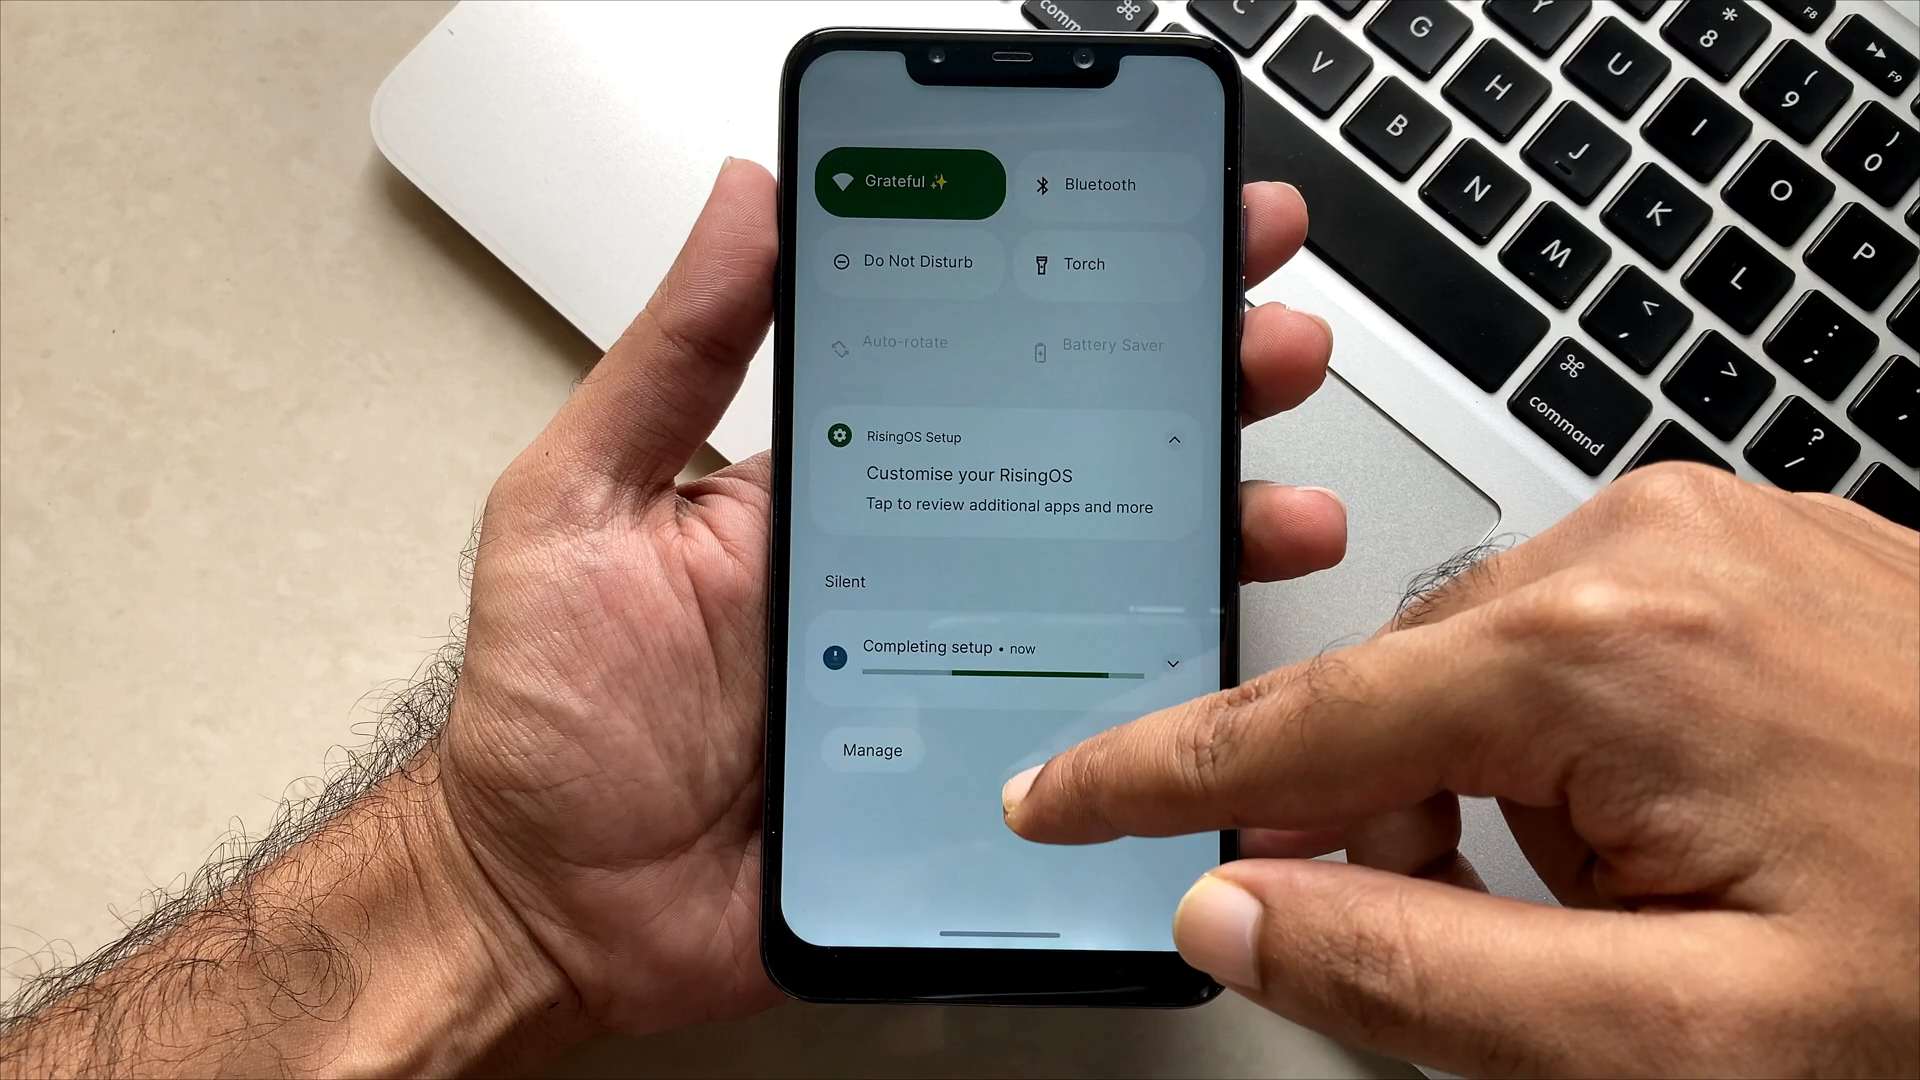 Grateful ✨
Bluetooth
Do Not Disturb
Torch
Auto-rotate
Battery Saver
RisingOS Setup
Customise your RisingOS
Tap to review additional apps and more
Silent
Completing setup • now
Manage
⌘
comm
C
V
B
G
H
N
Y
U
J
M
*
8
I
K
<
,
(
9
O
L
>
.
F8
F9
)
0
P
:
;
?
/
⌘
command